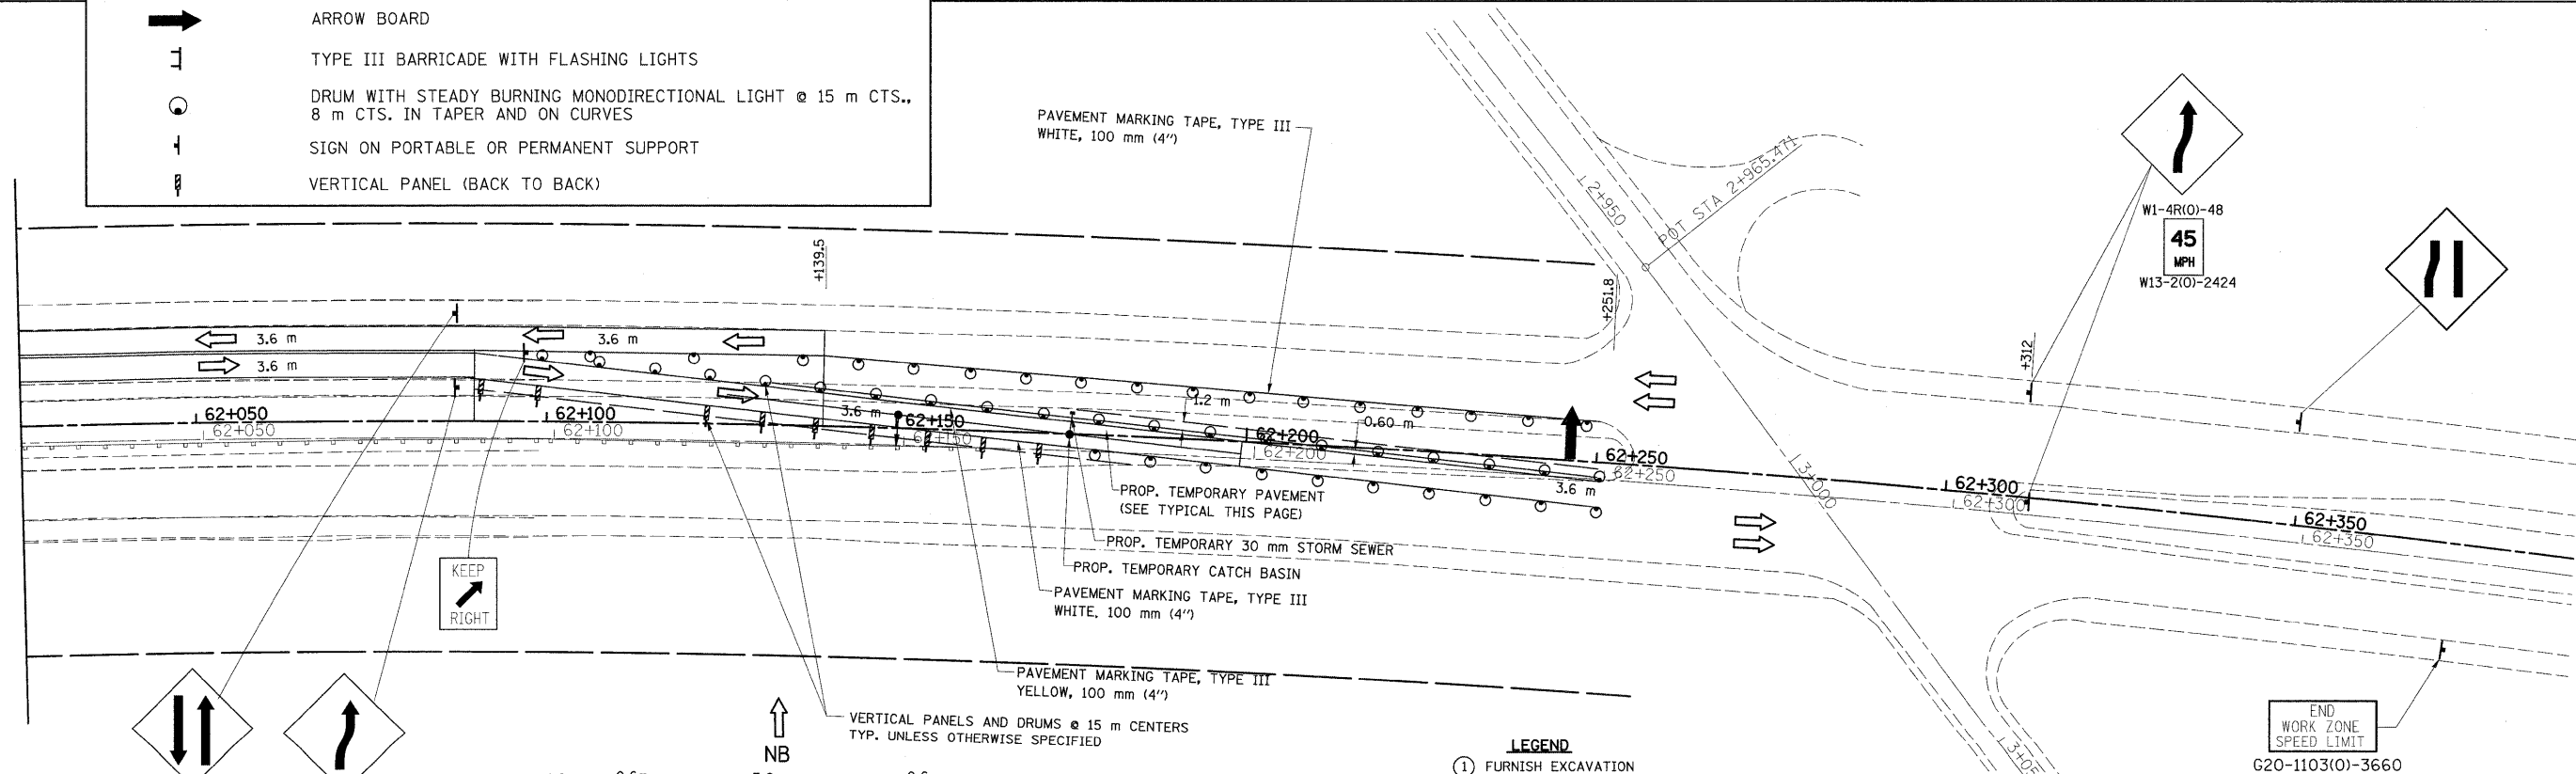 ARROW BOARD
TYPE III BARRICADE WITH FLASHING LIGHTS
DRUM WITH STEADY BURNING MONODIRECTIONAL LIGHT @ 15 m CTS.,
8 m CTS. IN TAPER AND ON CURVES
SIGN ON PORTABLE OR PERMANENT SUPPORT
VERTICAL PANEL (BACK TO BACK)
PAVEMENT MARKING TAPE, TYPE III
WHITE, 100 mm (4")
2+950
POT STA 2+965.471
W1-4R(O)-48
45
MPH
W13-2(O)-2424
+139.5
+251.8
+312
3.6 m
3.6 m
3.6 m
3.6 m
1.2 m
0.60 m
3.6 m
62+050
62+050
62+100
62+100
62+150
62+150
62+200
62+200
62+250
62+250
62+300
62+300
62+350
62+350
3+000
PROP. TEMPORARY PAVEMENT
(SEE TYPICAL THIS PAGE)
PROP. TEMPORARY 30 mm STORM SEWER
PROP. TEMPORARY CATCH BASIN
PAVEMENT MARKING TAPE, TYPE III
WHITE, 100 mm (4")
KEEP
RIGHT
PAVEMENT MARKING TAPE, TYPE III
YELLOW, 100 mm (4")
VERTICAL PANELS AND DRUMS @ 15 m CENTERS
TYP. UNLESS OTHERWISE SPECIFIED
NB
LEGEND
1 FURNISH EXCAVATION
END
WORK ZONE
SPEED LIMIT
G20-1103(O)-3660